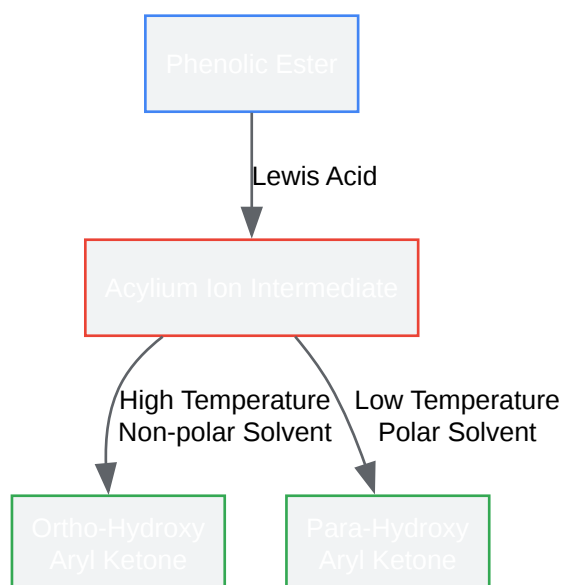 Phenolic Ester
Lewis Acid
Acylium Ion Intermediate
High Temperature
Non-polar Solvent
Low Temperature
Polar Solvent
Ortho-Hydroxy
Aryl Ketone
Para-Hydroxy
Aryl Ketone